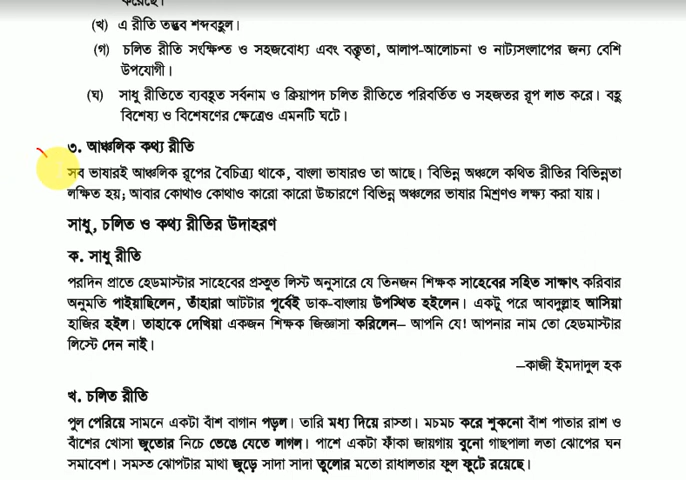 করেছে।
(খ) এ রীতি তদ্ভব শব্দবহুল।
(গ) চলিত রীতি সংক্ষিপ্ত ও সহজবোধ্য এবং বক্তৃতা, আলাপ-আলোচনা ও নাট্যসংলাপের জন্য বেশি
উপযোগী।
(ঘ) সাধু রীতিতে ব্যবহৃত সর্বনাম ও ক্রিয়াপদ চলিত রীতিতে পরিবর্তিত ও সহজতর রূপ লাভ করে। বহু
বিশেষ্য ও বিশেষণের ক্ষেত্রেও এমনটি ঘটে।
৩. আঞ্চলিক কথ্য রীতি
সব ভাষারই আঞ্চলিক রূপের বৈচিত্র্য থাকে, বাংলা ভাষারও তা আছে। বিভিন্ন অঞ্চলে কথিত রীতির বিভিন্নতা
লক্ষিত হয়; আবার কোথাও কোথাও কারো কারো উচ্চারণে বিভিন্ন অঞ্চলের ভাষার মিশ্রণও লক্ষ্য করা যায়।
সাধু, চলিত ও কথ্য রীতির উদাহরণ
ক. সাধু রীতি
পরদিন প্রাতে হেডমাস্টার সাহেবের প্রস্তুত লিস্ট অনুসারে যে তিনজন শিক্ষক সাহেবের সহিত সাক্ষাৎ করিবার
অনুমতি পাইয়াছিলেন, তাঁহারা আটটার পূর্বেই ডাক-বাংলায় উপস্থিত হইলেন। একটু পরে আবদুল্লাহ আসিয়া
হাজির হইল। তাহাকে দেখিয়া একজন শিক্ষক জিজ্ঞাসা করিলেন– আপনি যে! আপনার নাম তো হেডমাস্টার
লিস্টে দেন নাই।
–কাজী ইমদাদুল হক
খ. চলিত রীতি
পুল পেরিয়ে সামনে একটা বাঁশ বাগান পড়ল। তারি মধ্য দিয়ে রাস্তা। মচমচ করে শুকনো বাঁশ পাতার রাশ ও
বাঁশের খোসা জুতোর নিচে ভেঙে যেতে লাগল। পাশে একটা ফাঁকা জায়গায় বুনো গাছপালা লতা ঝোপের ঘন
সমাবেশ। সমস্ত ঝোপটার মাথা জুড়ে সাদা সাদা তুলোর মতো রাধালতার ফুল ফুটে রয়েছে।